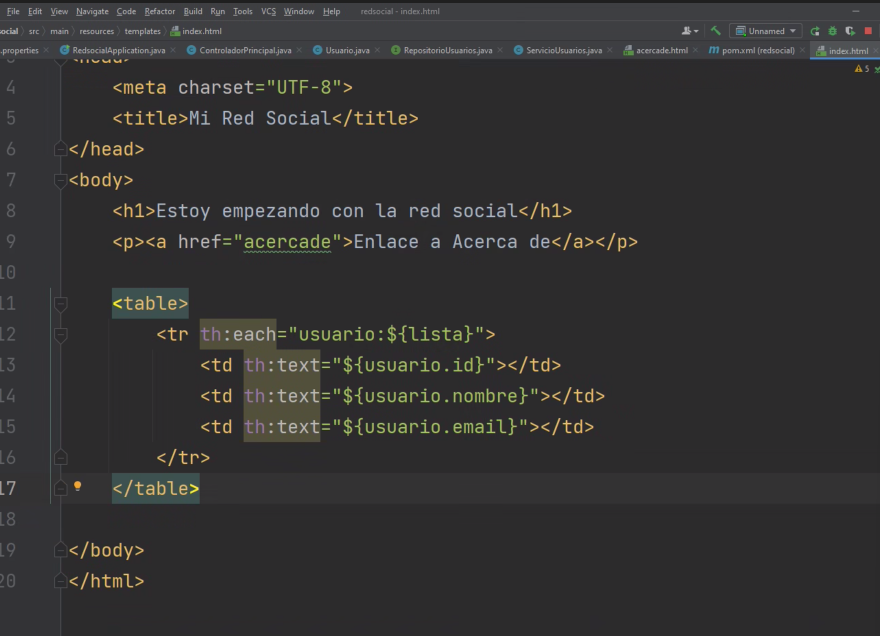 File Edit View Navigate Code Refactor Build Run Tools VCS Window Help redsocial - index.html
social src main resources templates index.html Unnamed
.properties RedsocialApplication.java ControladorPrincipal.java Usuario.java RepositorioUsuarios.java ServicioUsuarios.java acercade.html pom.xml (redsocial) index.html
5
4 <meta charset="UTF-8">
5 <title>Mi Red Social</title>
6 </head>
7 <body>
8 <h1>Estoy empezando con la red social</h1>
9 <p><a href="acercade">Enlace a Acerca de</a></p>
10
11 <table>
12 <tr th:each="usuario:${lista}">
13 <td th:text="${usuario.id}"></td>
14 <td th:text="${usuario.nombre}"></td>
15 <td th:text="${usuario.email}"></td>
16 </tr>
17 </table>
18
19 </body>
20 </html>